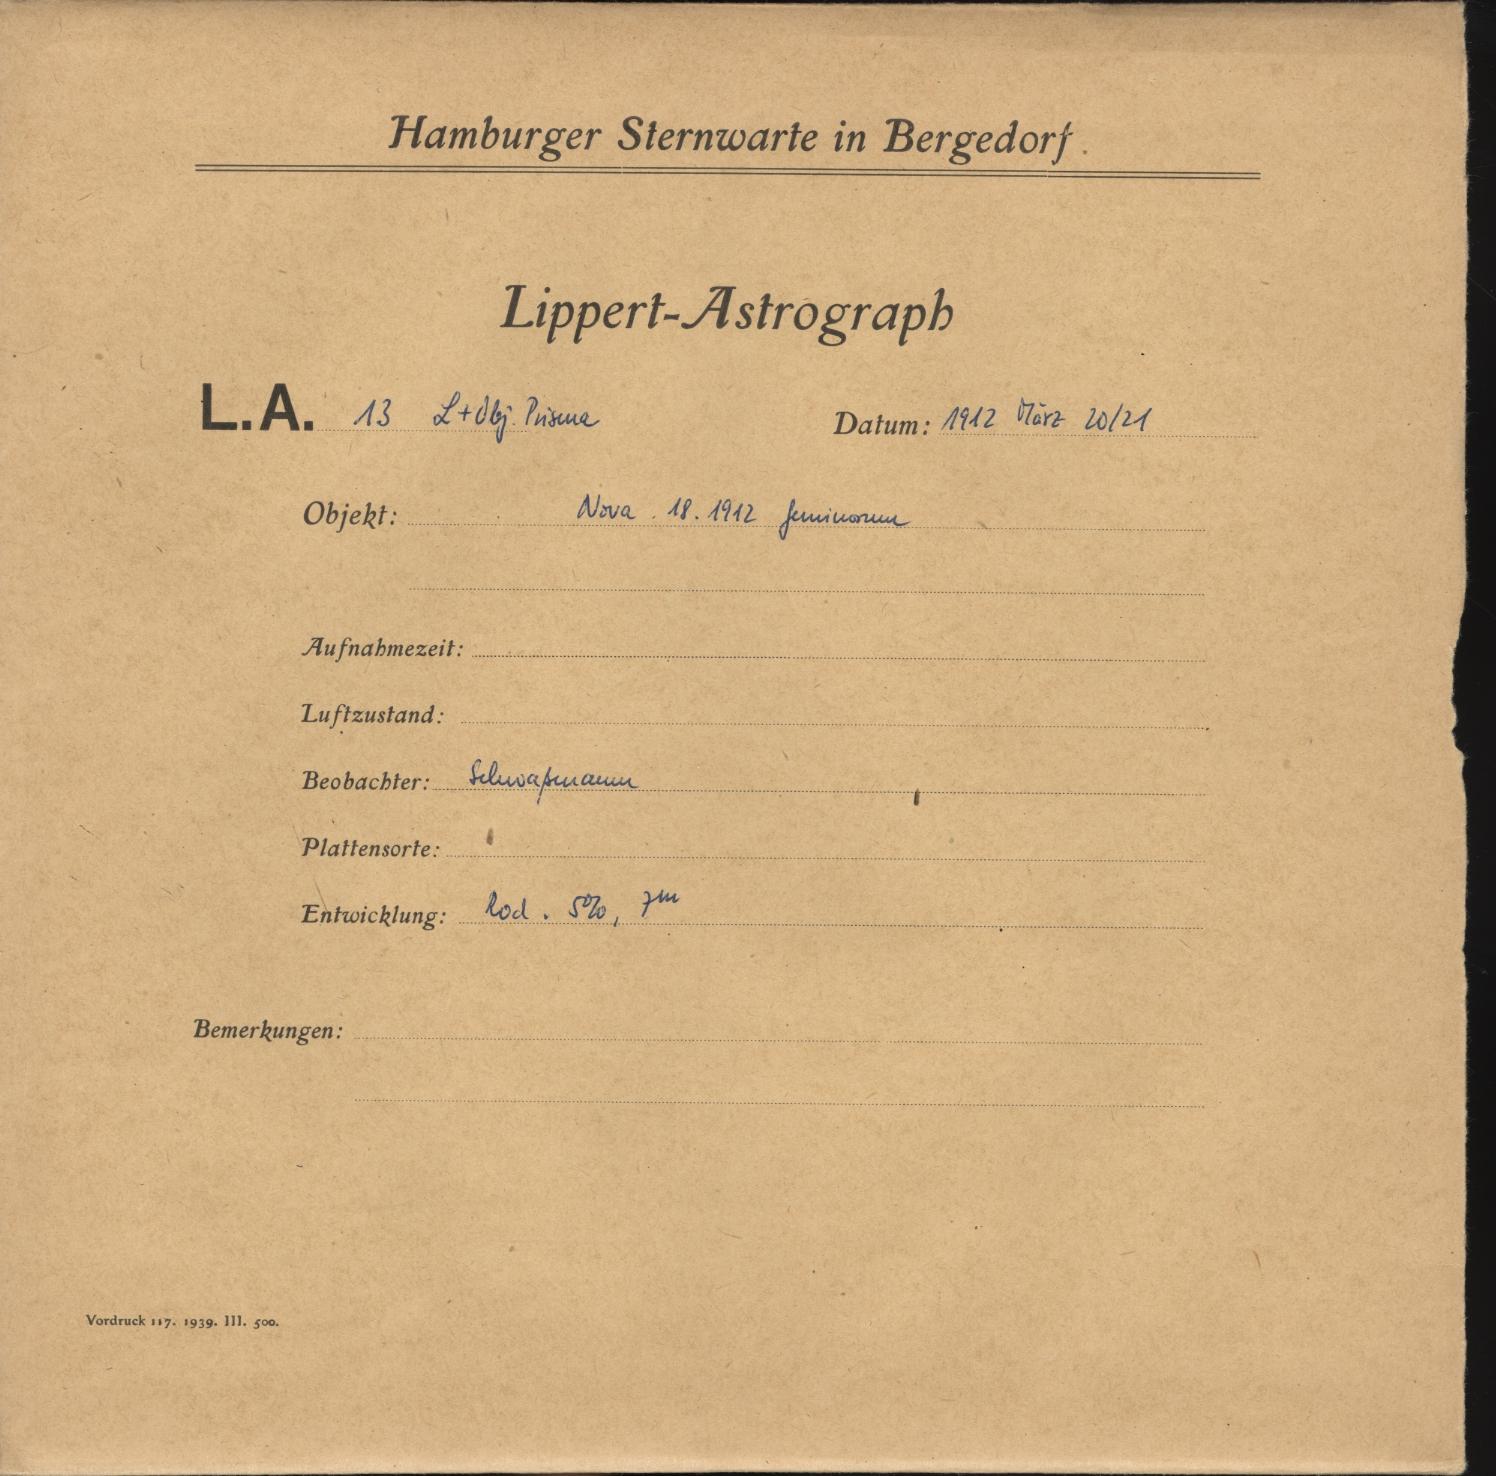 Hamburger Sternwarte in Bergedorf.
Lippert-Astrograph
L.A. 13 L+Obj. Prisma Datum: 1912 März 20/21
Objekt: Nova 18.1912 Geminorum
Aufnahmezeit:
Luftzustand:
Beobachter: Schwaßmann
Plattensorte:
Entwicklung: Rod. 5%, 7m
Bemerkungen:
Vordruck 117. 1939. III. 500.